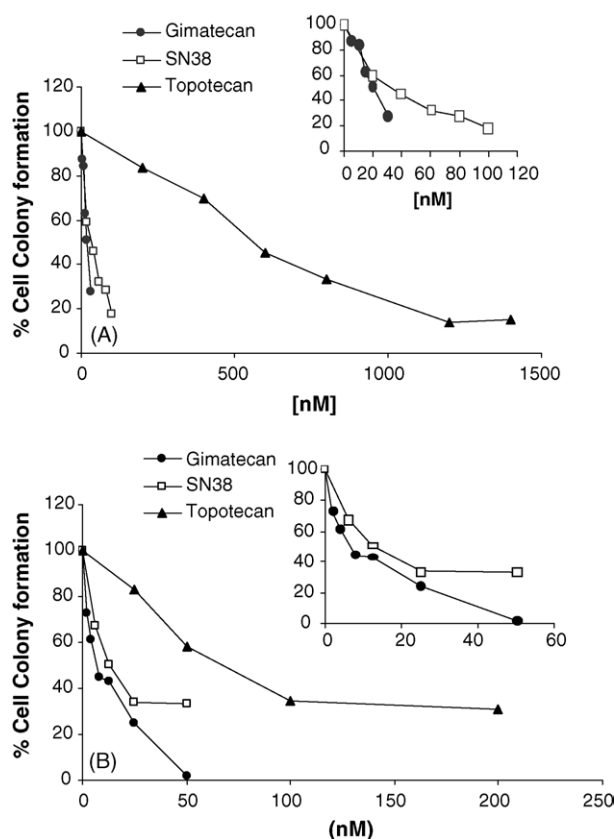 Gimatecan
SN38
Topotecan
% Cell Colony formation
120
100
80
60
40
20
0
(A)
0 500 1000 1500
[nM]
100
80
60
40
20
0
0 20 40 60 80 100 120
[nM]
Gimatecan
SN38
Topotecan
% Cell Colony formation
120
100
80
60
40
20
0
(B)
0 50 100 150 200 250
(nM)
100
80
60
40
20
0
0 20 40 60